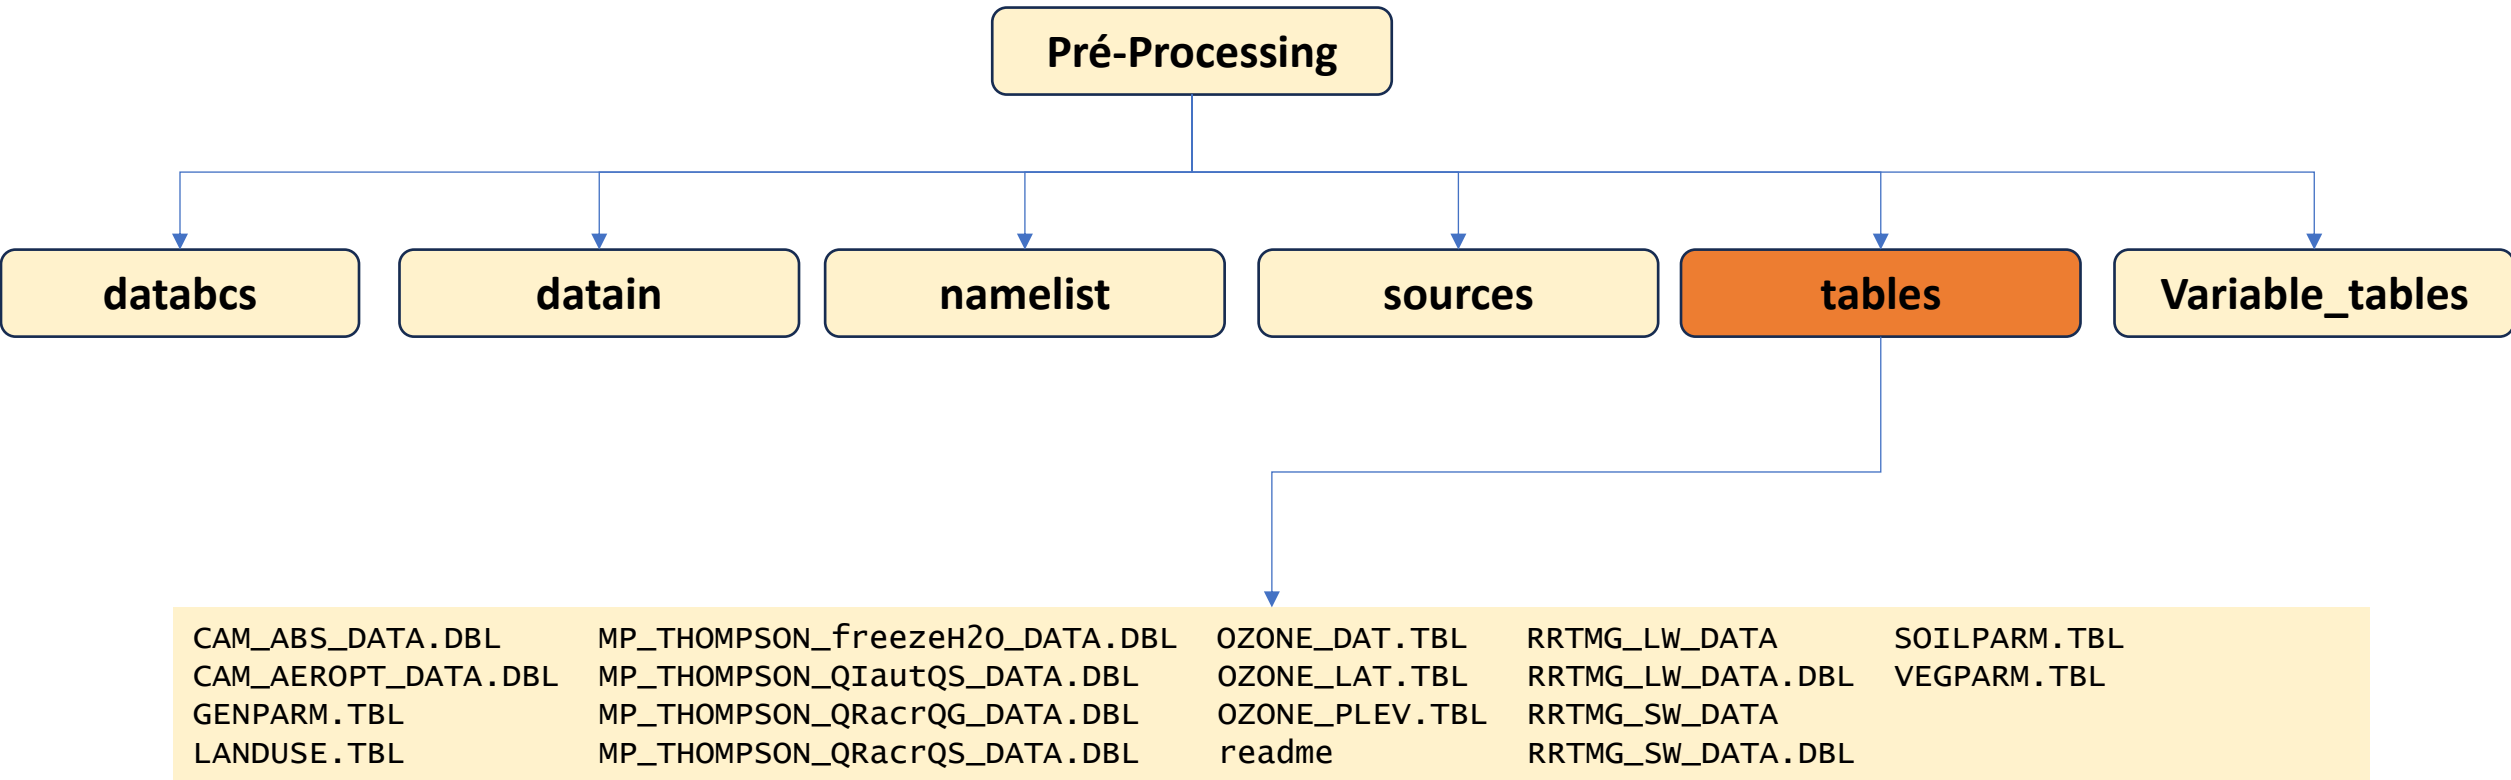 Pré-Processing
databcs
datain
namelist
sources
tables
Variable_tables
CAM_ABS_DATA.DBL MP_THOMPSON_freezeH2O_DATA.DBL OZONE_DAT.TBL RRTMG_LW_DATA SOILPARM.TBL
CAM_AEROPT_DATA.DBL MP_THOMPSON_QIautQS_DATA.DBL OZONE_LAT.TBL RRTMG_LW_DATA.DBL VEGPARM.TBL
GENPARM.TBL MP_THOMPSON_QRacrQG_DATA.DBL OZONE_PLEV.TBL RRTMG_SW_DATA
LANDUSE.TBL MP_THOMPSON_QRacrQS_DATA.DBL readme RRTMG_SW_DATA.DBL